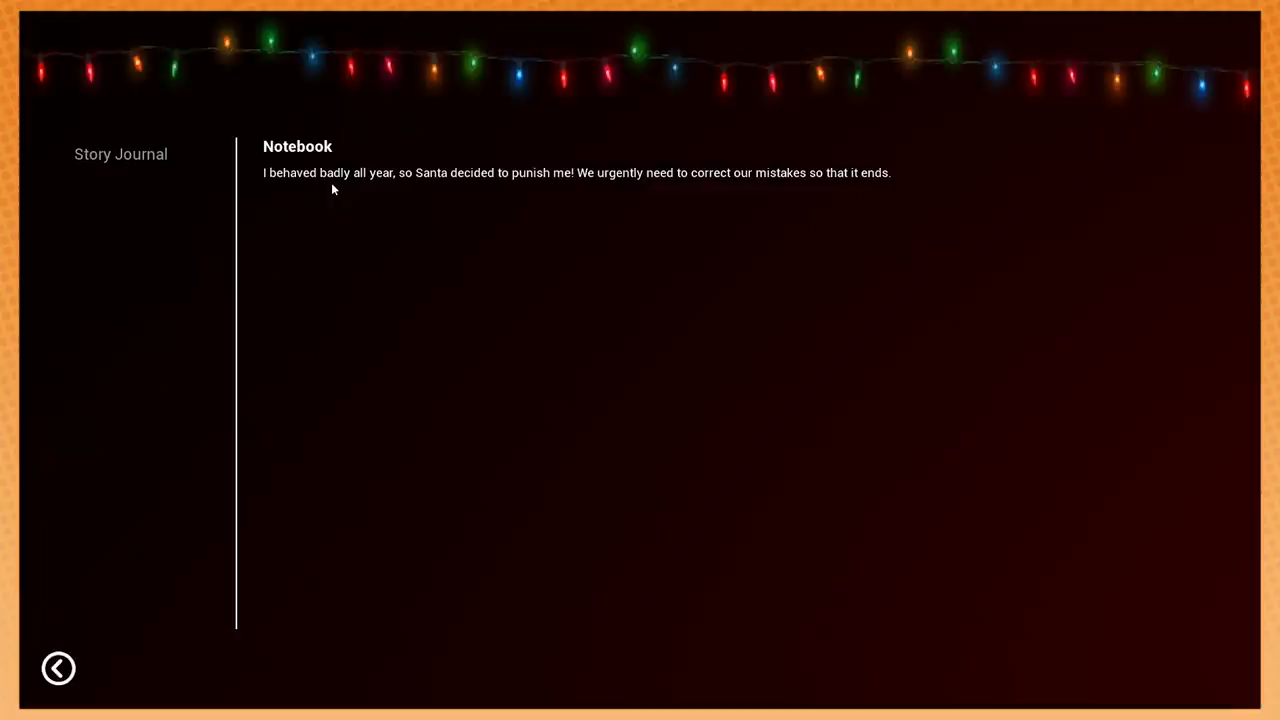 Story Journal
Notebook
I behaved badly all year, so Santa decided to punish me! We urgently need to correct our mistakes so that it ends.